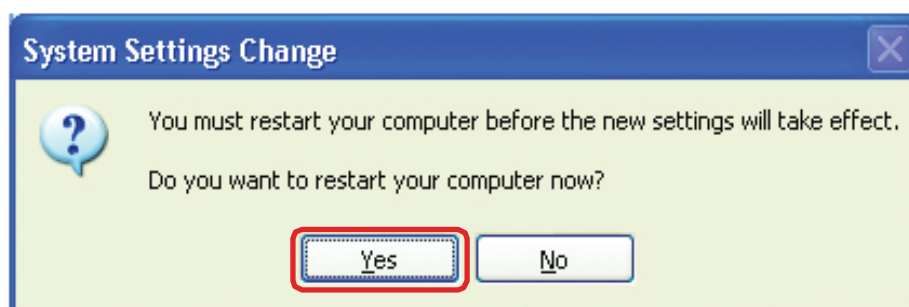 System Settings Change
You must restart your computer before the new settings will take effect.
Do you want to restart your computer now?
Yes No